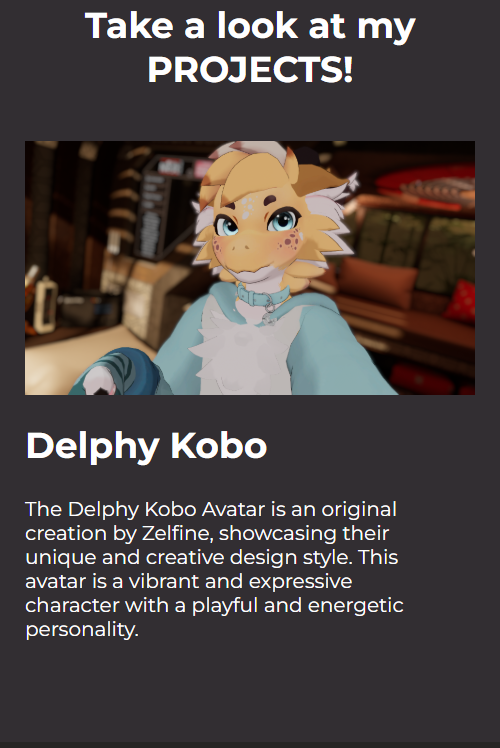 Take a look at my
PROJECTS!
Delphy Kobo
The Delphy Kobo Avatar is an original
creation by Zelfine, showcasing their
unique and creative design style. This
avatar is a vibrant and expressive
character with a playful and energetic
personality.